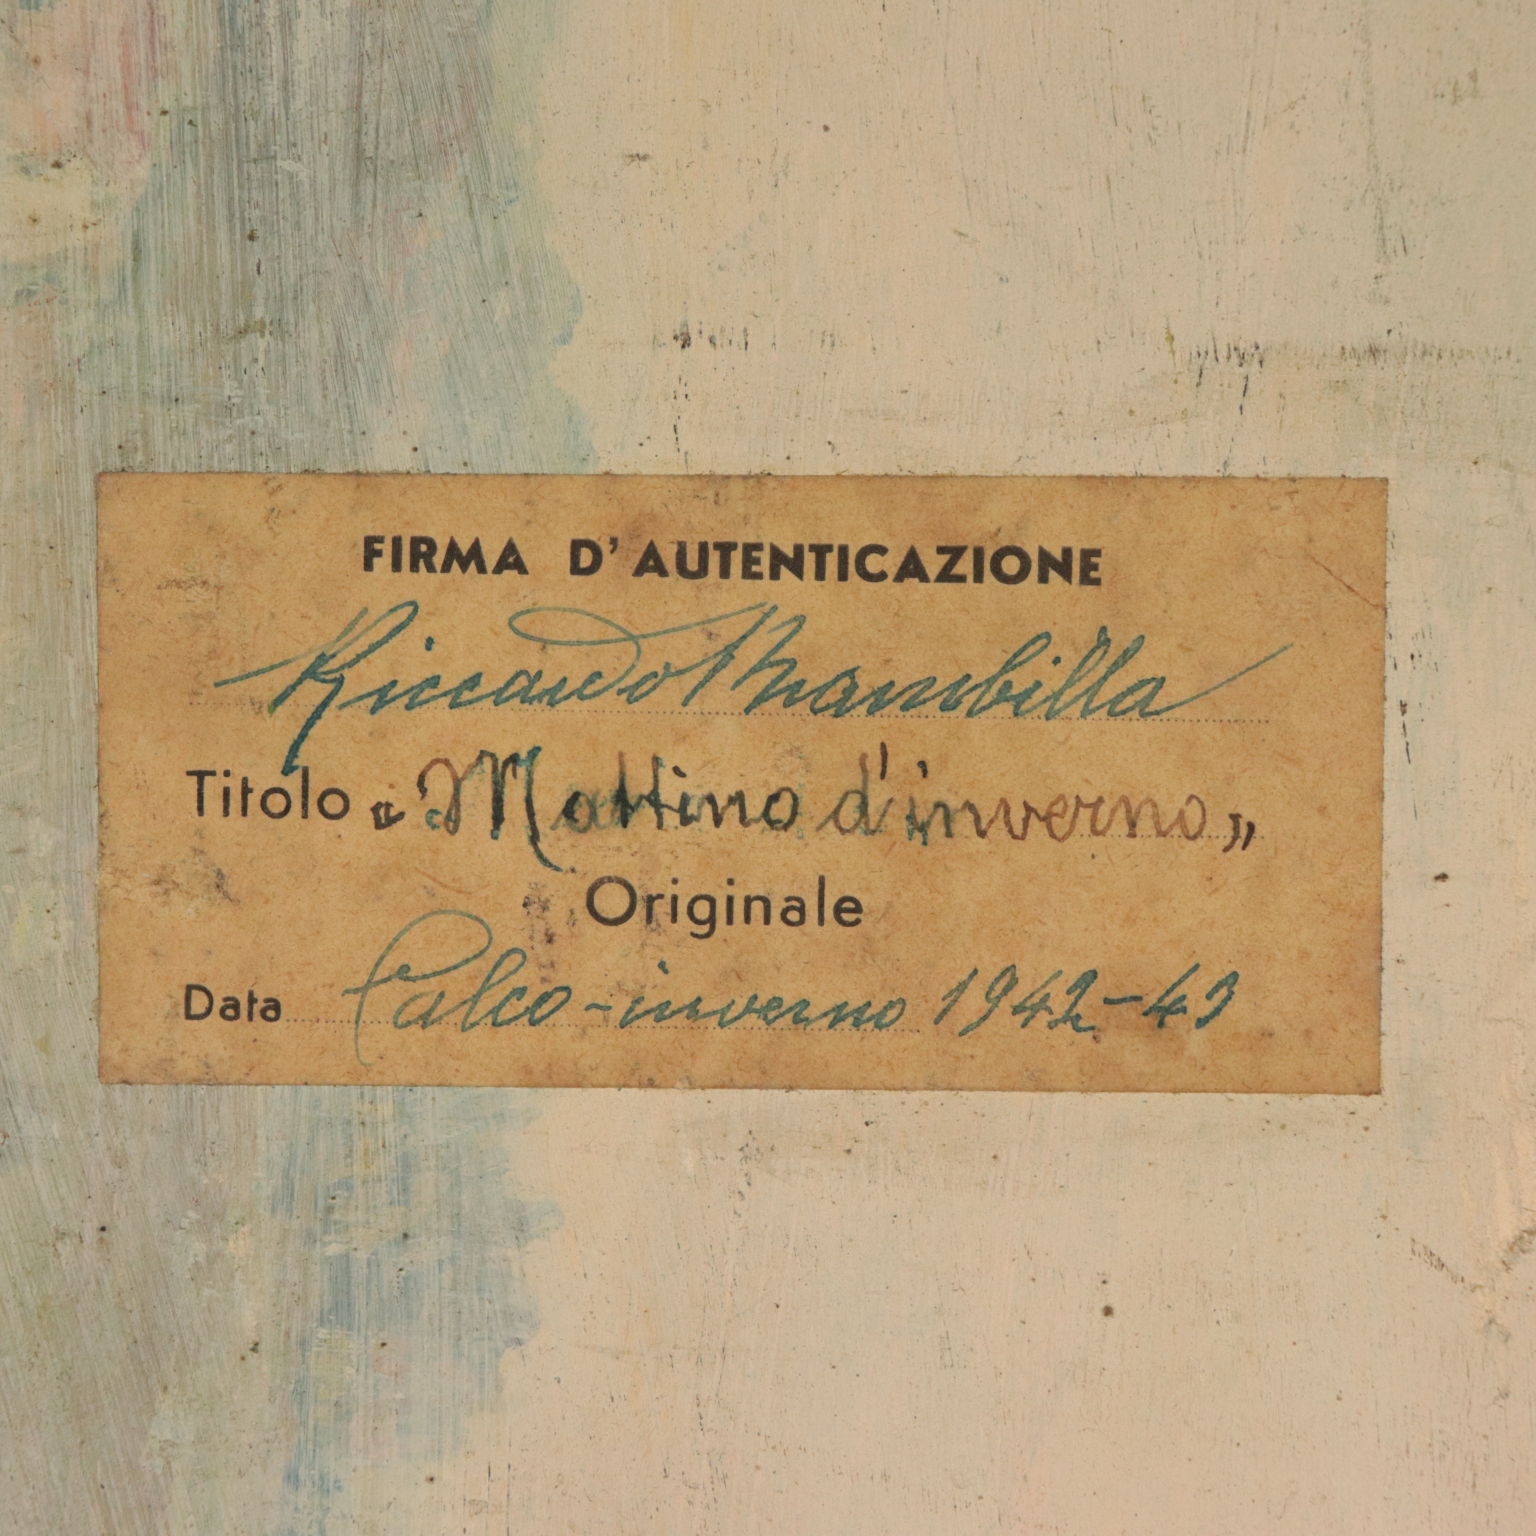 FIRMA D'AUTENTICAZIONE
Riccardo Brambilla
Titolo « Mattino d'inverno »
Originale
Data Calco - inverno 1942-43